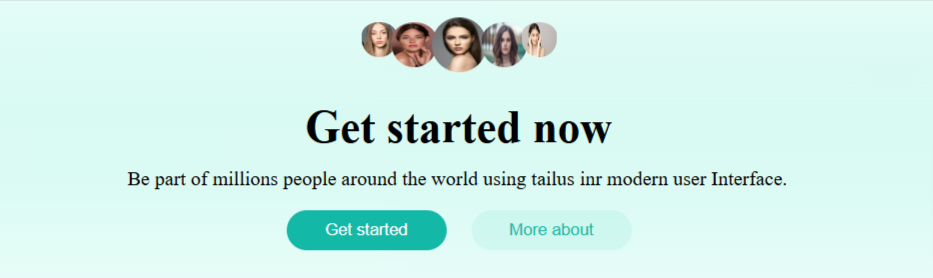 Get started now
Be part of millions people around the world using tailus inr modern user Interface.
Get started
More about